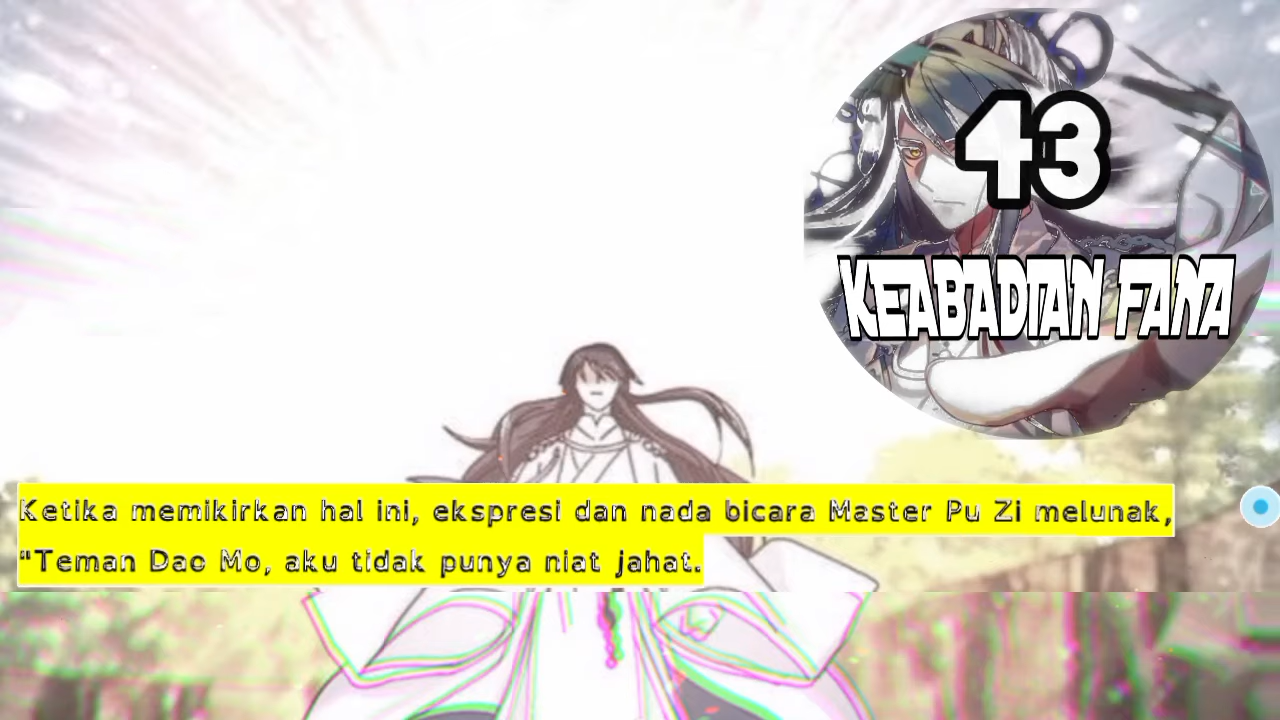 43
KEABADIAN FANA
Ketika memikirkan hal ini, ekspresi dan nada bicara Master Pu Zi melunak,
"Teman Dao Mo, aku tidak punya niat jahat.